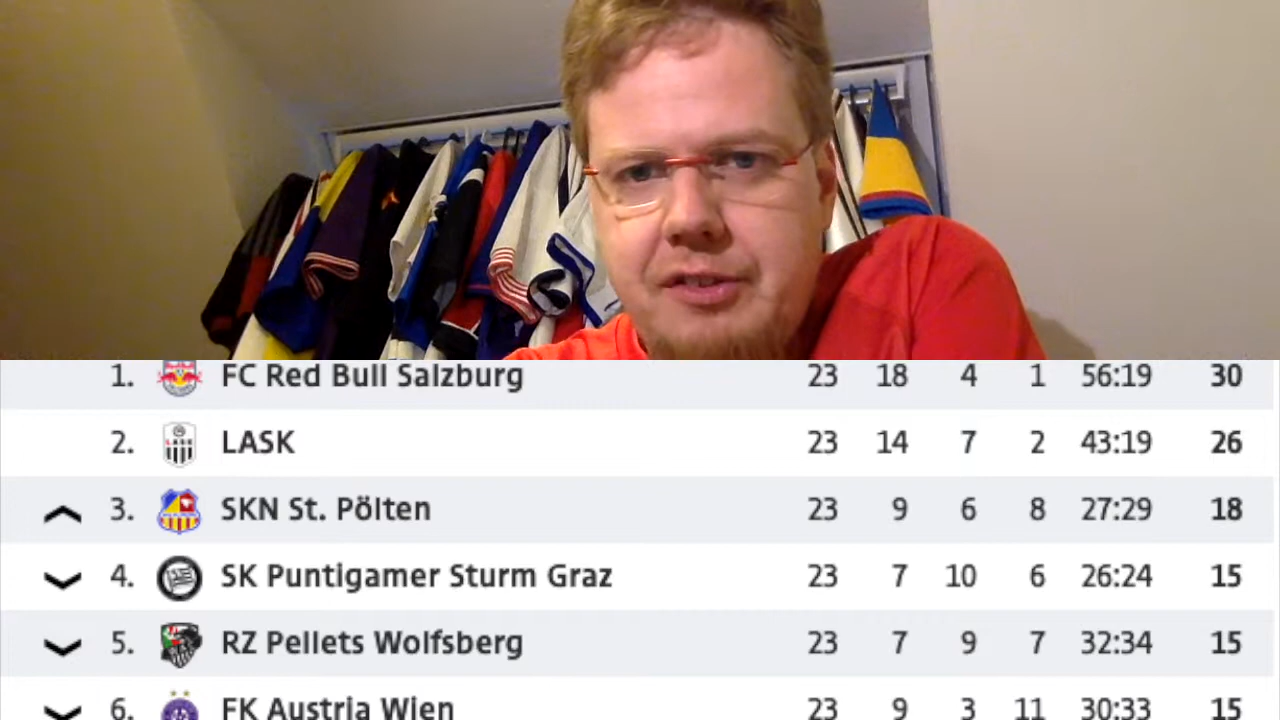 1. FC Red Bull Salzburg 23 18 4 1 56:19 30
2. LASK 23 14 7 2 43:19 26
3. SKN St. Pölten 23 9 6 8 27:29 18
4. SK Puntigamer Sturm Graz 23 7 10 6 26:24 15
5. RZ Pellets Wolfsberg 23 7 9 7 32:34 15
6. FK Austria Wien 23 9 3 11 30:33 15